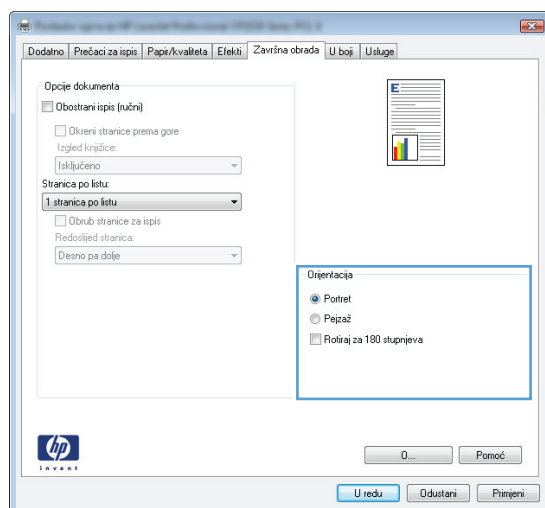 Dodatno Prečaci za ispis Papir/kvaliteta Efekti Završna obrada U boji Usluge
Opcije dokumenta
Obostrani ispis (ručni)
Okreni stranice prema gore
Izgled knjižice:
Isključeno
Stranica po listu:
1 stranica po listu
Obrub stranice za ispis
Redoslijed stranica:
Desno pa dolje
E
Orijentacija
Portret
Pejzaž
Rotiraj za 180 stupnjeva
hp
invent
O... Pomoć
U redu Odustani Primjeni